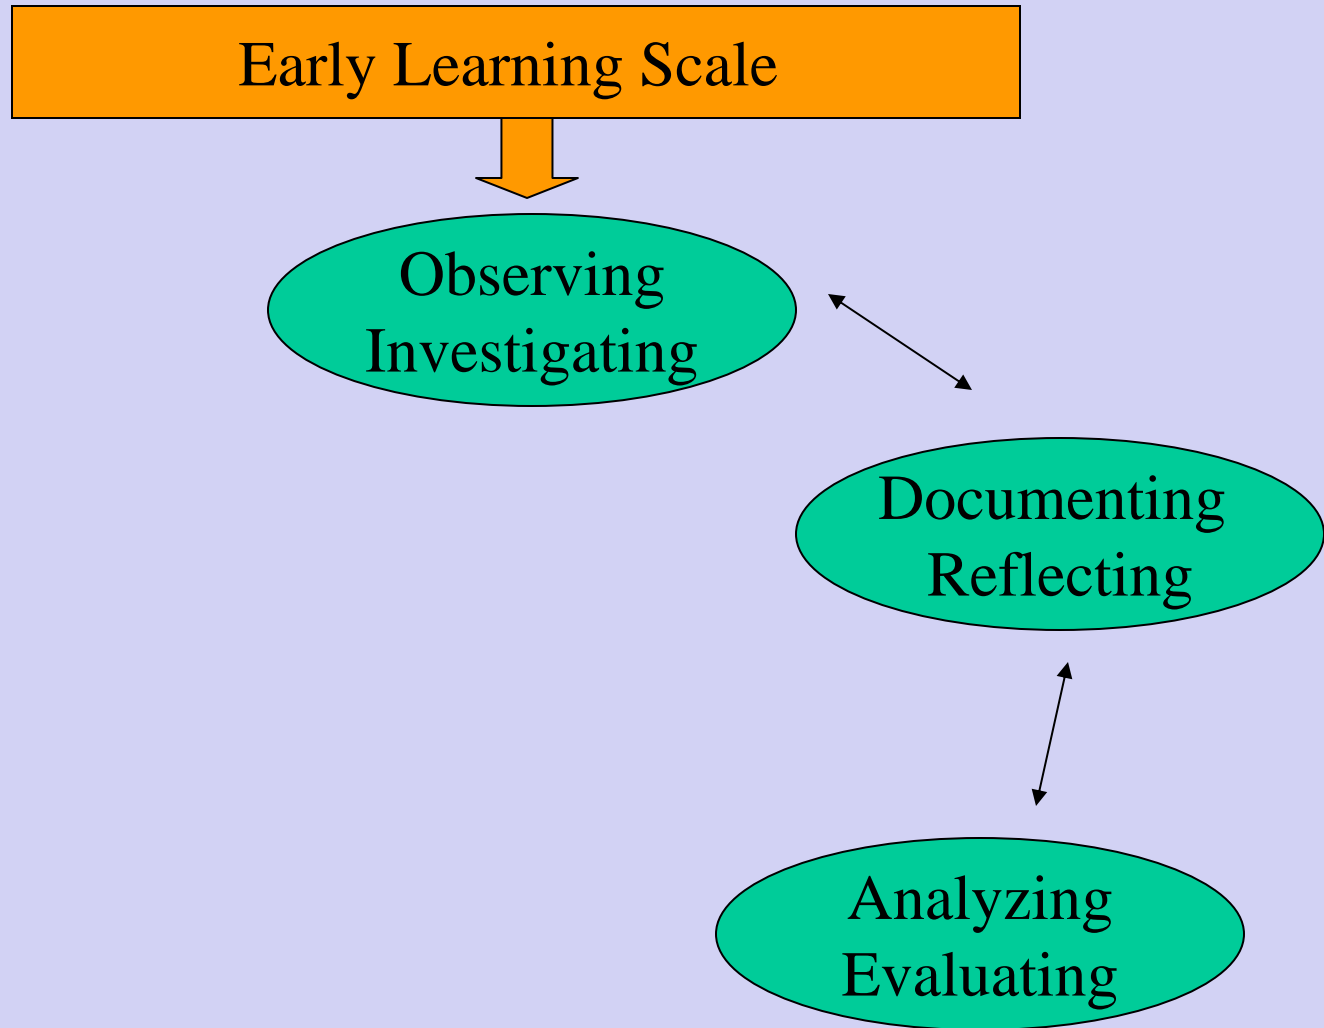 Early Learning Scale
Observing
Investigating
Documenting
Reflecting
Analyzing
Evaluating